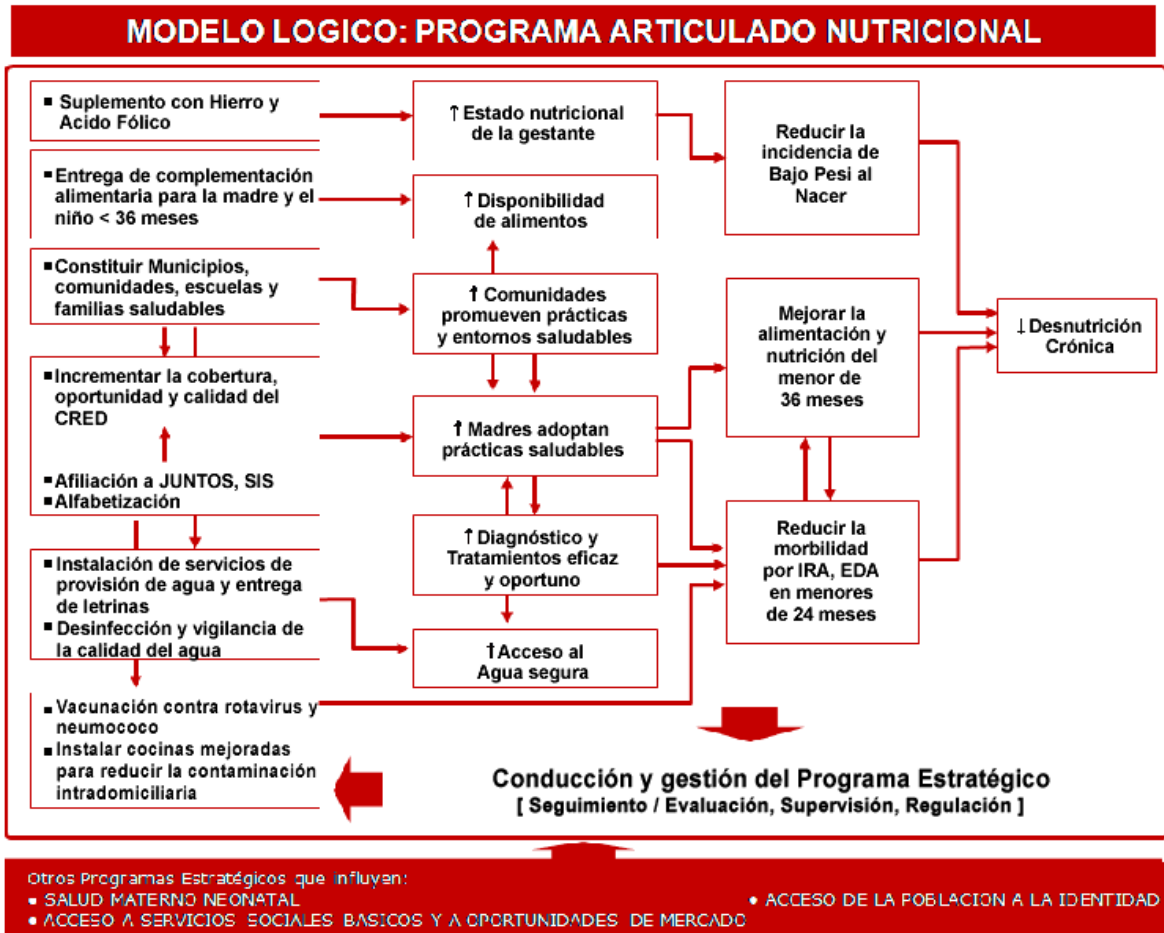 MODELO LOGICO: PROGRAMA ARTICULADO NUTRICIONAL
▪ Suplemento con Hierro y
Acido Fólico
▪ Entrega de complementación
alimentaria para la madre y el
niño < 36 meses
▪ Constituir Municipios,
comunidades, escuelas y
familias saludables
▪ Incrementar la cobertura,
oportunidad y calidad del
CRED
▪ Afiliación a JUNTOS, SIS
▪ Alfabetización
▪ Instalación de servicios de
provisión de agua y entrega
de letrinas
▪ Desinfección y vigilancia de
la calidad del agua
▪ Vacunación contra rotavirus y
neumococo
▪ Instalar cocinas mejoradas
para reducir la contaminación
intradomiciliaria
↑ Estado nutricional
de la gestante
↑ Disponibilidad
de alimentos
↑ Comunidades
promueven prácticas
y entornos saludables
↑ Madres adoptan
prácticas saludables
↑ Diagnóstico y
Tratamientos eficaz
y oportuno
↑ Acceso al
Agua segura
Reducir la
incidencia de
Bajo Pesi al
Nacer
Mejorar la
alimentación y
nutrición del
menor de
36 meses
Reducir la
morbilidad
por IRA, EDA
en menores
de 24 meses
↓ Desnutrición
Crónica
Conducción y gestión del Programa Estratégico
[ Seguimiento / Evaluación, Supervisión, Regulación ]
Otros Programas Estratégicos que influyen:
• SALUD MATERNO NEONATAL
• ACCESO DE LA POBLACION A LA IDENTIDAD
• ACCESO A SERVICIOS SOCIALES BASICOS Y A OPORTUNIDADES DE MERCADO